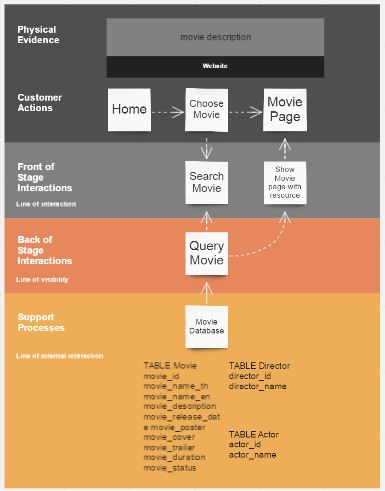 Physical
Evidence
movie description
Website
Customer
Actions
Home
Choose
Movie
Movie
Page
Front of
Stage
Interactions
Line of interaction
Search
Movie
Show
Movie
page with
resource
Back of
Stage
Interactions
Line of visibility
Query
Movie
Support
Processes
Movie
Database
Line of internal interaction
TABLE Movie
movie_id
movie_name_th
movie_name_en
movie_description
movie_release_dat
e movie_poster
movie_cover
movie_trailer
movie_duration
movie_status
TABLE Director
director_id
director_name
TABLE Actor
actor_id
actor_name